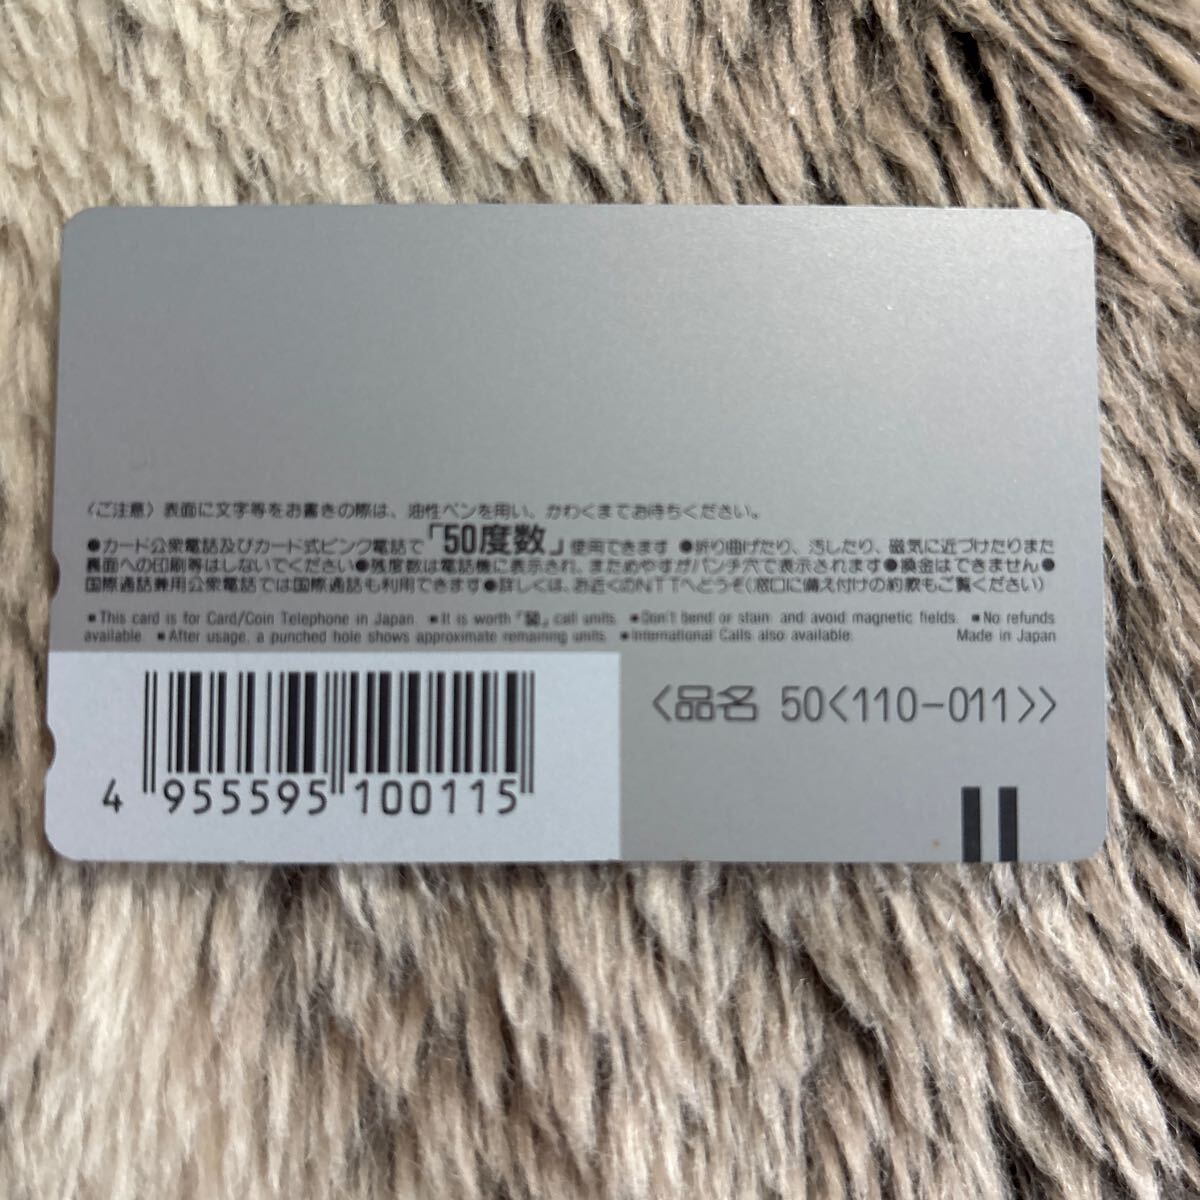 〈ご注意〉表面に文字等をお書きの際は、油性ペンを用い、かわくまでお待ちください。
●カード公衆電話及びカード式ピンク電話で「50度数」使用できます ●折り曲げたり、汚したり、磁気に近づけたりまた
裏面への印刷等はしないでください●残度数は電話機に表示され、まためやすがパンチ穴で表示されます●換金はできません●
国際通話兼用公衆電話では国際通話も利用できます●詳しくは、お近くのNTTへどうぞ(窓口に備え付けの約款もご覧ください)
■This card is for Card/Coin Telephone in Japan. ■It is worth「50」call units. ■Don't bend or stain and avoid magnetic fields. ■No refunds
available. ■After usage, a punched hole shows approximate remaining units. ■International Calls also available. Made in Japan
〈品名 50〈110-011〉〉
4 955595 100115